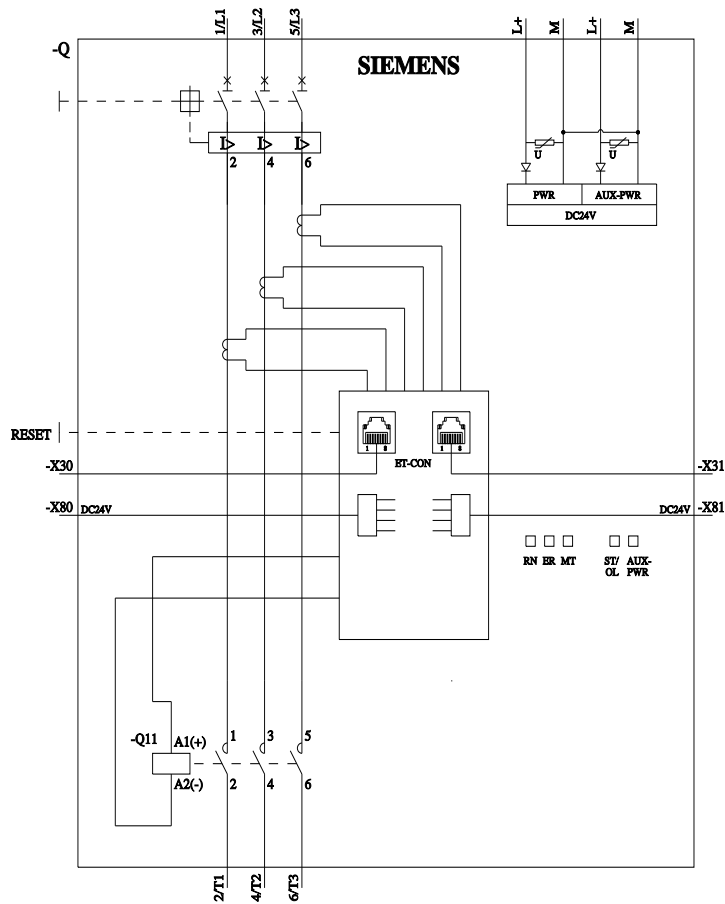 1/L1
3/L2
5/L3
L+
M
L+
M
-Q
SIEMENS
I>
I>
I>
2
4
6
U
U
PWR
AUX-PWR
DC24V
RESET
1
8
1
8
ET-CON
-X30
-X31
-X80
DC24V
DC24V
-X81
RN
ER
MT
ST/
OL
AUX-
PWR
-Q11
A1(+)
1
3
5
A2(-)
2
4
6
2/T1
4/T2
6/T3